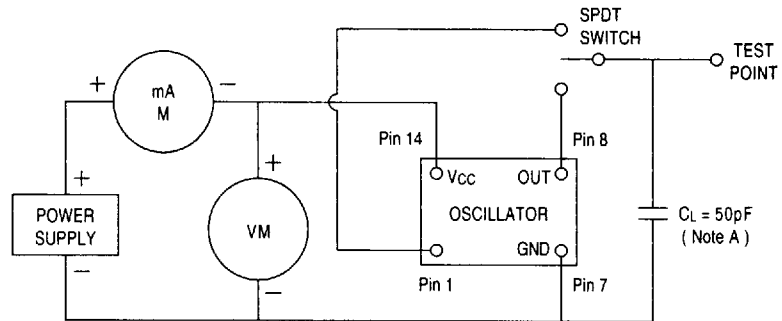 SPDT
SWITCH
TEST
POINT
+
mA
M
−
Pin 14
Pin 8
+
+
VCC
OUT
POWER
SUPPLY
VM
OSCILLATOR
CL = 50pF
( Note A )
GND
−
−
Pin 1
Pin 7